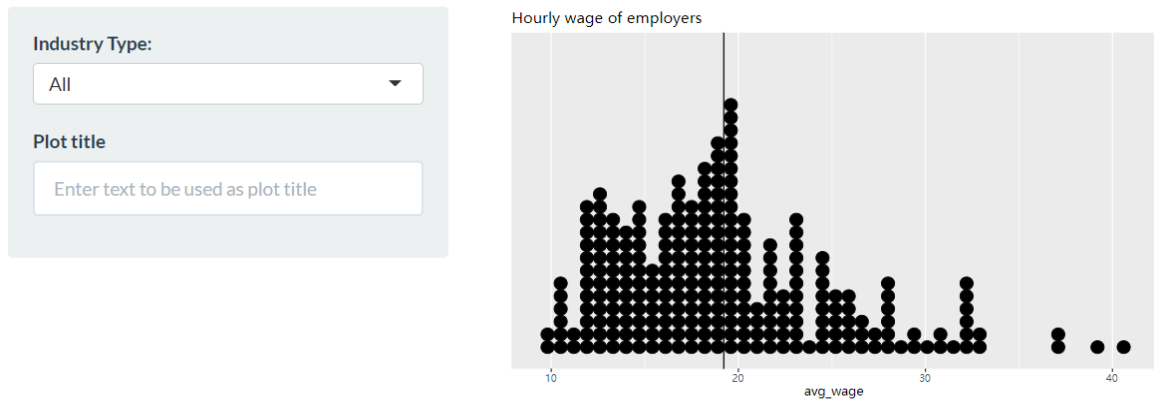 Industry Type:
All
Plot title
Enter text to be used as plot title
Hourly wage of employers
10
20
30
40
avg_wage